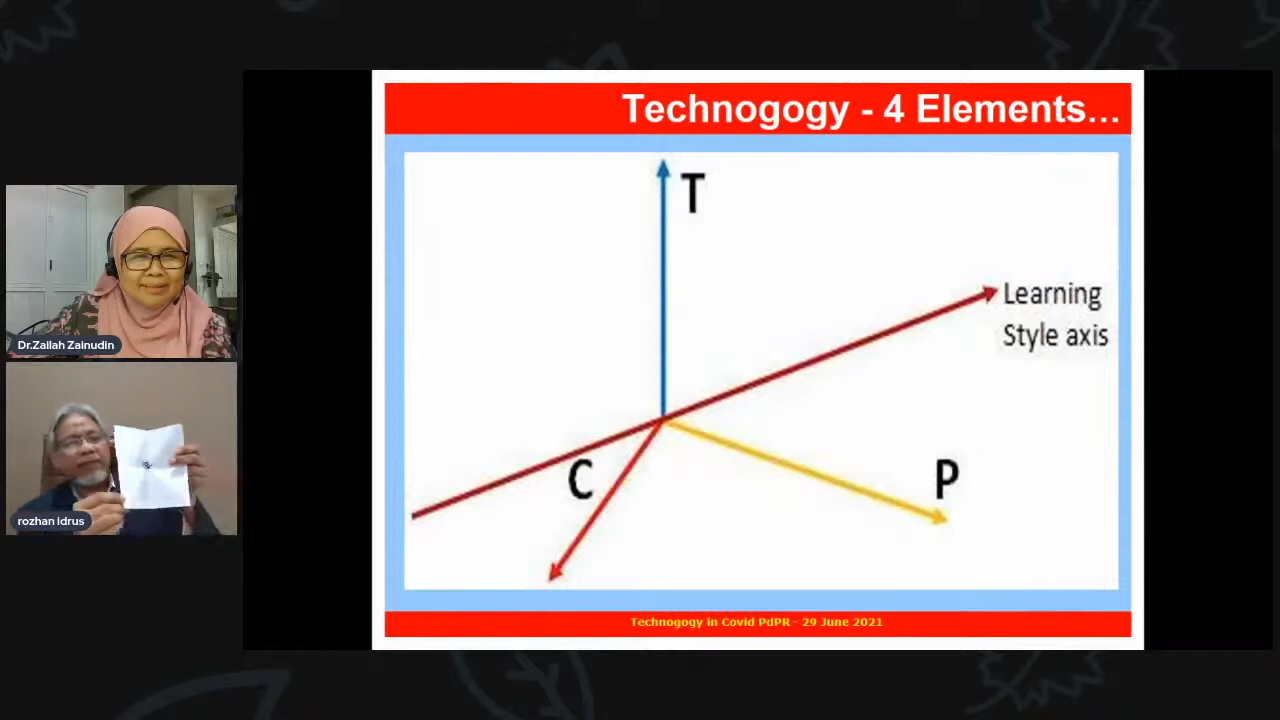 Technogogy - 4 Elements...
T
Learning
Style axis
C
P
Dr.Zailah Zainudin
rozhan idrus
Technogogy in Covid PdPR - 29 June 2021